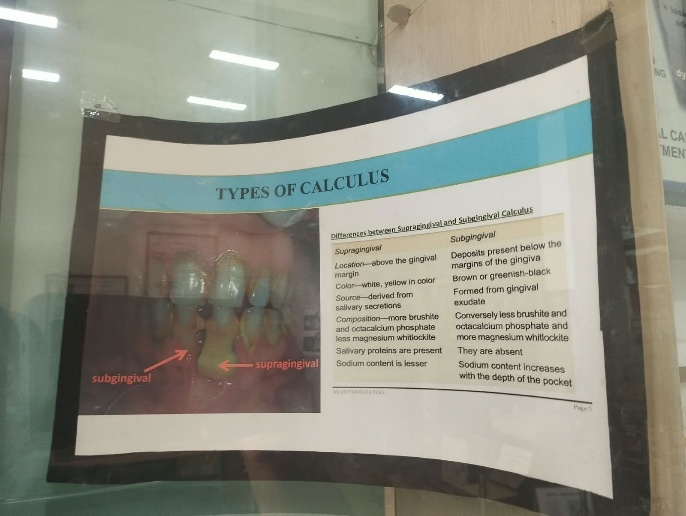 TYPES OF CALCULUS
Differences between Supragingival and Subgingival Calculus
Supragingival
Location—above the gingival
margin
Color—white, yellow in color
Source—derived from
salivary secretions
Composition—more brushite
and octacalcium phosphate
less magnesium whitlockite
Salivary proteins are present
Sodium content is lesser
Subgingival
Deposits present below the
margins of the gingiva
Brown or greenish-black
Formed from gingival
exudate
Conversely less brushite and
octacalcium phosphate and
more magnesium whitlockite
They are absent
Sodium content increases
with the depth of the pocket
subgingival
supragingival
Page 5
NG